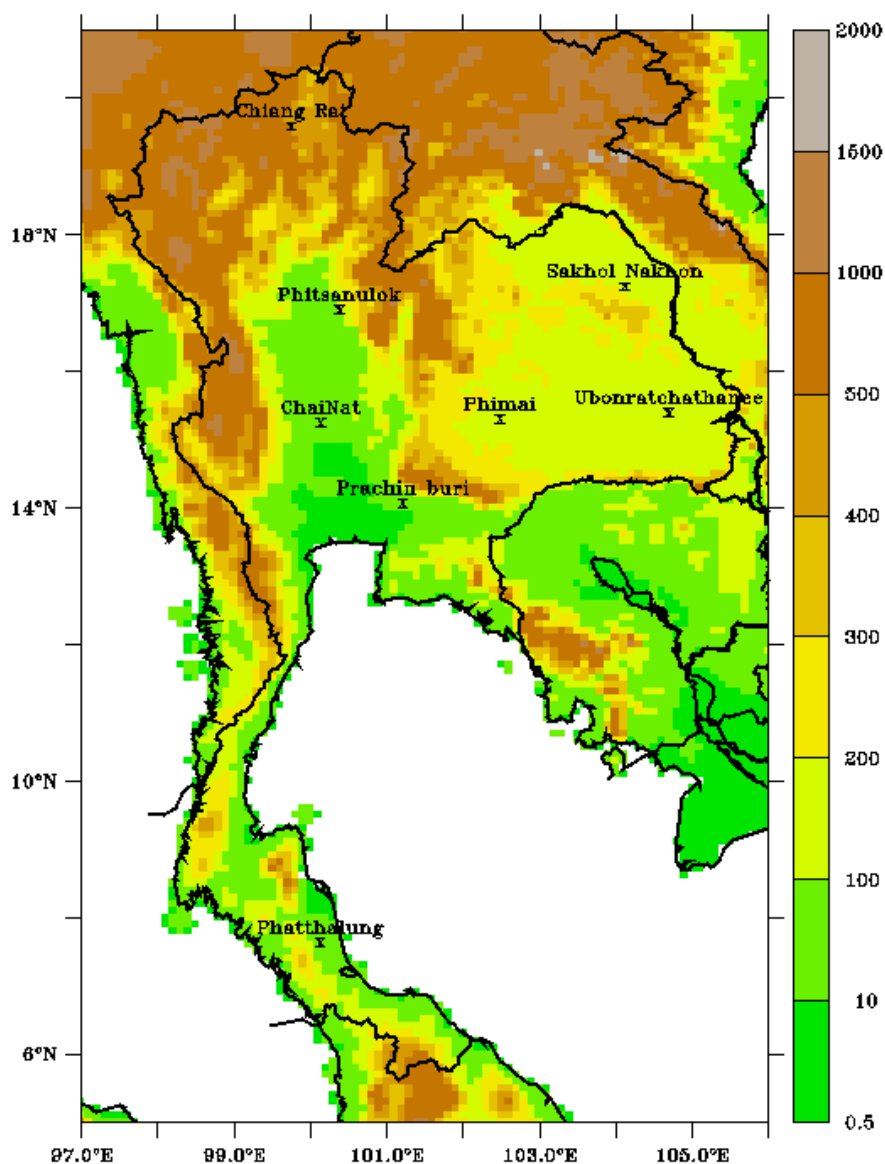 2000
Chiang Rai
1500
18°N
Sakhol Nakhon
1000
Phitsanulok
500
ChaiNat
Phimai
Ubonratchathanee
Prachin buri
14°N
400
300
200
10°N
100
Phatthalung
10
6°N
0.5
97.0°E
99.0°E
101.0°E
103.0°E
105.0°E